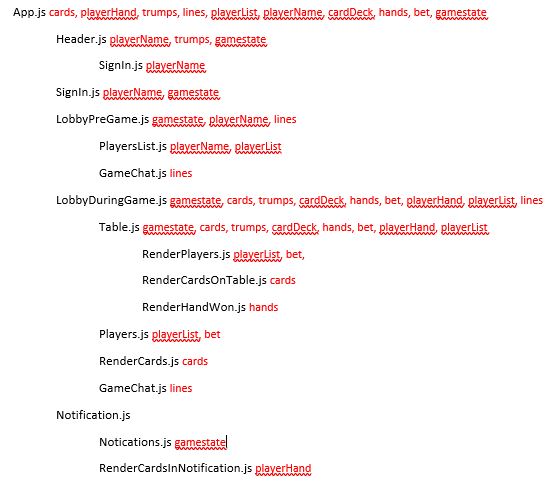 App.js cards, playerHand, trumps, lines, playerList, playerName, cardDeck, hands, bet, gamestate
Header.js playerName, trumps, gamestate
SignIn.js playerName
SignIn.js playerName, gamestate
LobbyPreGame.js gamestate, playerName, lines
PlayersList.js playerName, playerList
GameChat.js lines
LobbyDuringGame.js gamestate, cards, trumps, cardDeck, hands, bet, playerHand, playerList, lines
Table.js gamestate, cards, trumps, cardDeck, hands, bet, playerHand, playerList
RenderPlayers.js playerList, bet,
RenderCardsOnTable.js cards
RenderHandWon.js hands
Players.js playerList, bet
RenderCards.js cards
GameChat.js lines
Notification.js
Notications.js gamestate
RenderCardsInNotification.js playerHand